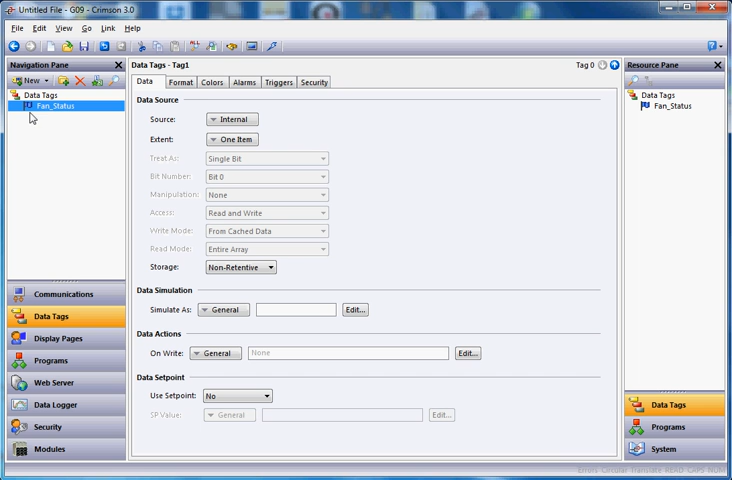 Untitled File - G09 - Crimson 3.0
File Edit View Go Link Help
Navigation Pane
New
Data Tags
Fan_Status
Communications
Data Tags
Display Pages
Programs
Web Server
Data Logger
Security
Modules
Data Tags - Tag1
Tag 0
Data Format Colors Alarms Triggers Security
Data Source
Source: Internal
Extent: One Item
Treat As: Single Bit
Bit Number: Bit 0
Manipulation: None
Access: Read and Write
Write Mode: From Cached Data
Read Mode: Entire Array
Storage: Non-Retentive
Data Simulation
Simulate As: General Edit...
Data Actions
On Write: General None Edit...
Data Setpoint
Use Setpoint: No
SP Value: General Edit...
Resource Pane
Data Tags
Fan_Status
Data Tags
Programs
System
Errors Circular Translate READ CAPS NUM